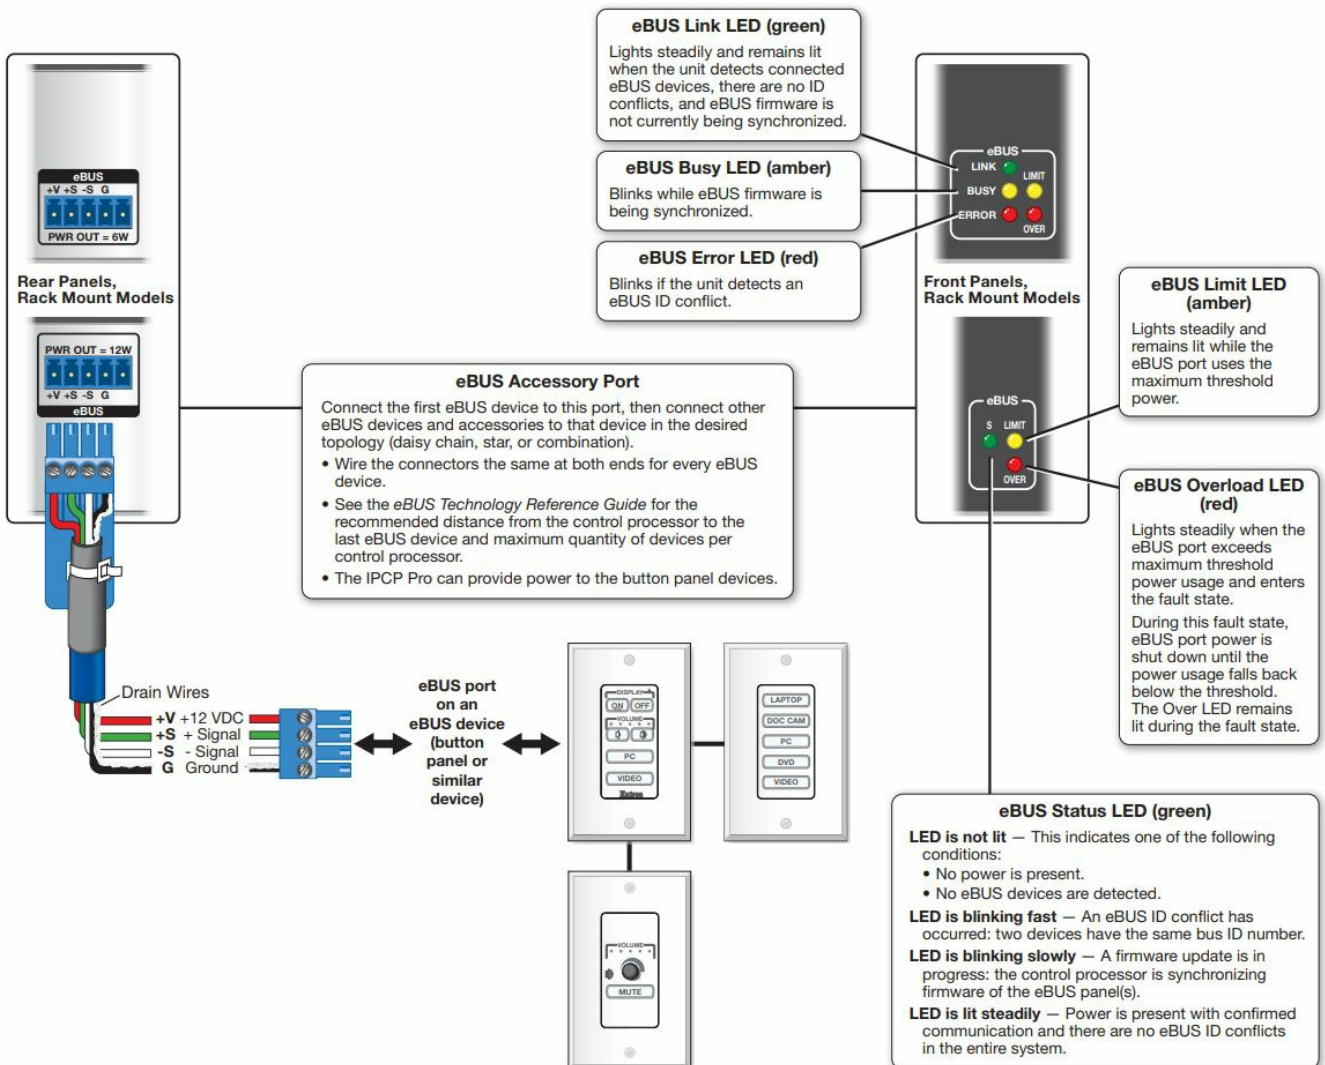 eBUS Link LED (green)
Lights steadily and remains lit
when the unit detects connected
eBUS devices, there are no ID
conflicts, and eBUS firmware is
not currently being synchronized.
eBUS Busy LED (amber)
Blinks while eBUS firmware is
being synchronized.
eBUS Error LED (red)
Blinks if the unit detects an
eBUS ID conflict.
eBUS
+V +S -S G
PWR OUT = 6W
Rear Panels,
Rack Mount Models
PWR OUT = 12W
+V +S -S G
eBUS
eBUS
LINK
LIMIT
BUSY
ERROR
OVER
Front Panels,
Rack Mount Models
eBUS
S LIMIT
OVER
eBUS Limit LED
(amber)
Lights steadily and
remains lit while the
eBUS port uses the
maximum threshold
power.
eBUS Accessory Port
Connect the first eBUS device to this port, then connect other
eBUS devices and accessories to that device in the desired
topology (daisy chain, star, or combination).
• Wire the connectors the same at both ends for every eBUS
device.
• See the eBUS Technology Reference Guide for the
recommended distance from the control processor to the
last eBUS device and maximum quantity of devices per
control processor.
• The IPCP Pro can provide power to the button panel devices.
eBUS Overload LED
(red)
Lights steadily when the
eBUS port exceeds
maximum threshold
power usage and enters
the fault state.
During this fault state,
eBUS port power is
shut down until the
power usage falls back
below the threshold.
The Over LED remains
lit during the fault state.
Drain Wires
+V +12 VDC
+S + Signal
-S - Signal
G Ground
eBUS port
on an
eBUS device
(button
panel or
similar
device)
DISPLAY
ON OFF
VOLUME
PC
VIDEO
Extron
LAPTOP
DOC CAM
PC
DVD
VIDEO
VOLUME
MUTE
eBUS Status LED (green)
LED is not lit — This indicates one of the following
conditions:
• No power is present.
• No eBUS devices are detected.
LED is blinking fast — An eBUS ID conflict has
occurred: two devices have the same bus ID number.
LED is blinking slowly — A firmware update is in
progress: the control processor is synchronizing
firmware of the eBUS panel(s).
LED is lit steadily — Power is present with confirmed
communication and there are no eBUS ID conflicts
in the entire system.